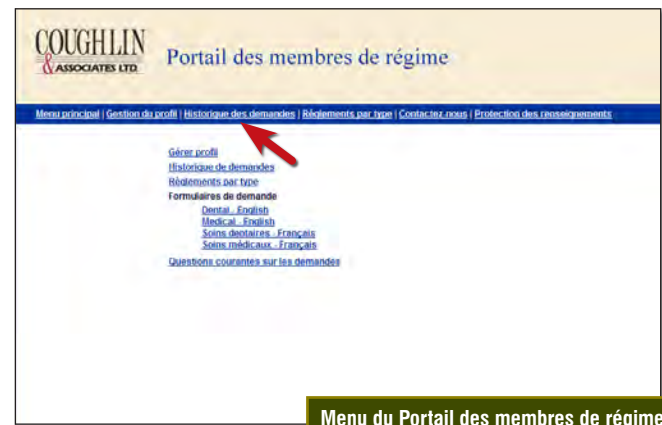 COUGHLIN
& ASSOCIATES LTD.
Portail des membres de régime
Menu principal | Gestion du profil | Historique des demandes | Règlements par type | Contactez nous | Protection des renseignements
Gérer profil
Historique de demandes
Règlements par type
Formulaires de demande
Dental - English
Medical - English
Soins dentaires - Français
Soins médicaux - Français
Questions courantes sur les demandes
Menu du Portail des membres de régime